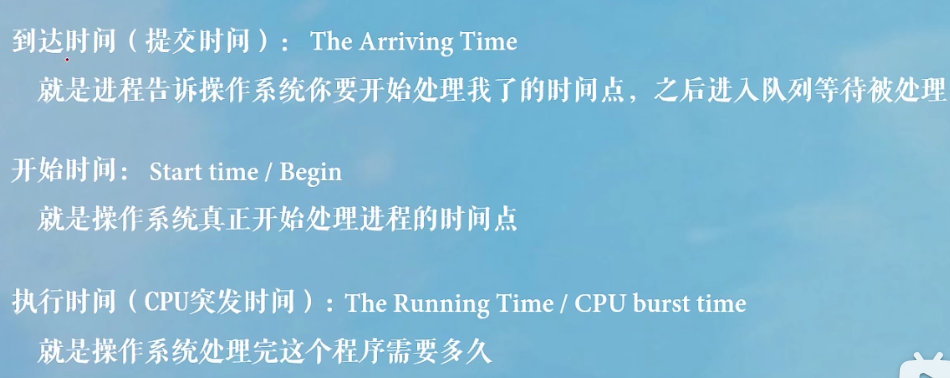 到达时间（提交时间）： The Arriving Time
就是进程告诉操作系统你要开始处理我了的时间点，之后进入队列等待被处理
开始时间： Start time / Begin
就是操作系统真正开始处理进程的时间点
执行时间（CPU突发时间）：The Running Time / CPU burst time
就是操作系统处理完这个程序需要多久